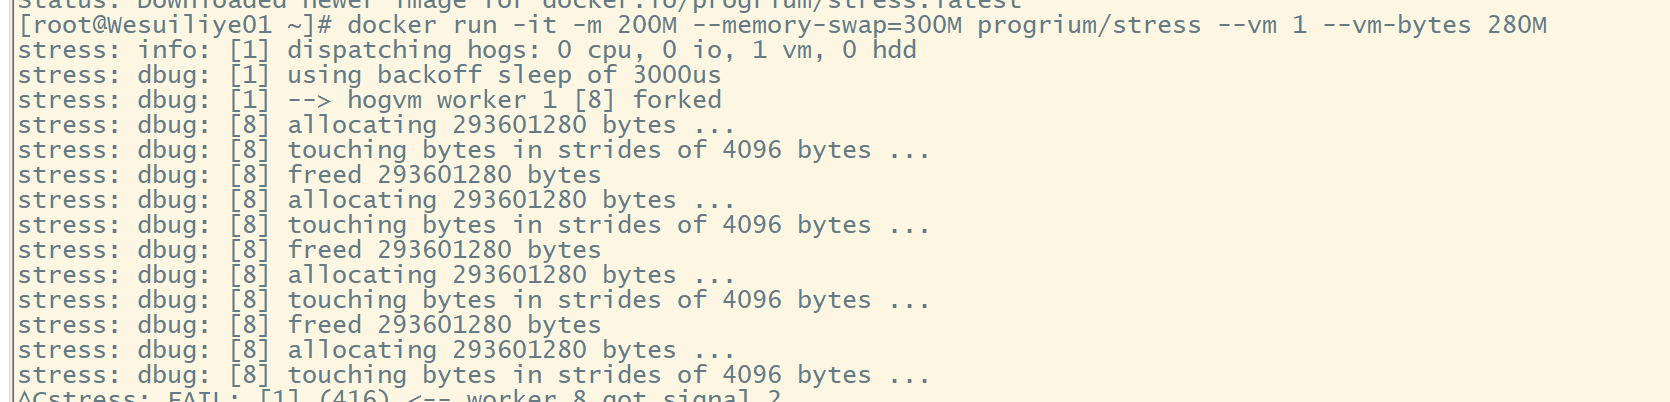 Status: Downloaded newer image for docker.io/progrium/stress:latest
[root@Wesuiliye01 ~]# docker run -it -m 200M --memory-swap=300M progrium/stress --vm 1 --vm-bytes 280M
stress: info: [1] dispatching hogs: 0 cpu, 0 io, 1 vm, 0 hdd
stress: dbug: [1] using backoff sleep of 3000us
stress: dbug: [1] --> hogvm worker 1 [8] forked
stress: dbug: [8] allocating 293601280 bytes ...
stress: dbug: [8] touching bytes in strides of 4096 bytes ...
stress: dbug: [8] freed 293601280 bytes
stress: dbug: [8] allocating 293601280 bytes ...
stress: dbug: [8] touching bytes in strides of 4096 bytes ...
stress: dbug: [8] freed 293601280 bytes
stress: dbug: [8] allocating 293601280 bytes ...
stress: dbug: [8] touching bytes in strides of 4096 bytes ...
stress: dbug: [8] freed 293601280 bytes
stress: dbug: [8] allocating 293601280 bytes ...
stress: dbug: [8] touching bytes in strides of 4096 bytes ...
^Cstress: FAIL: [1] (416) <-- worker 8 got signal 2